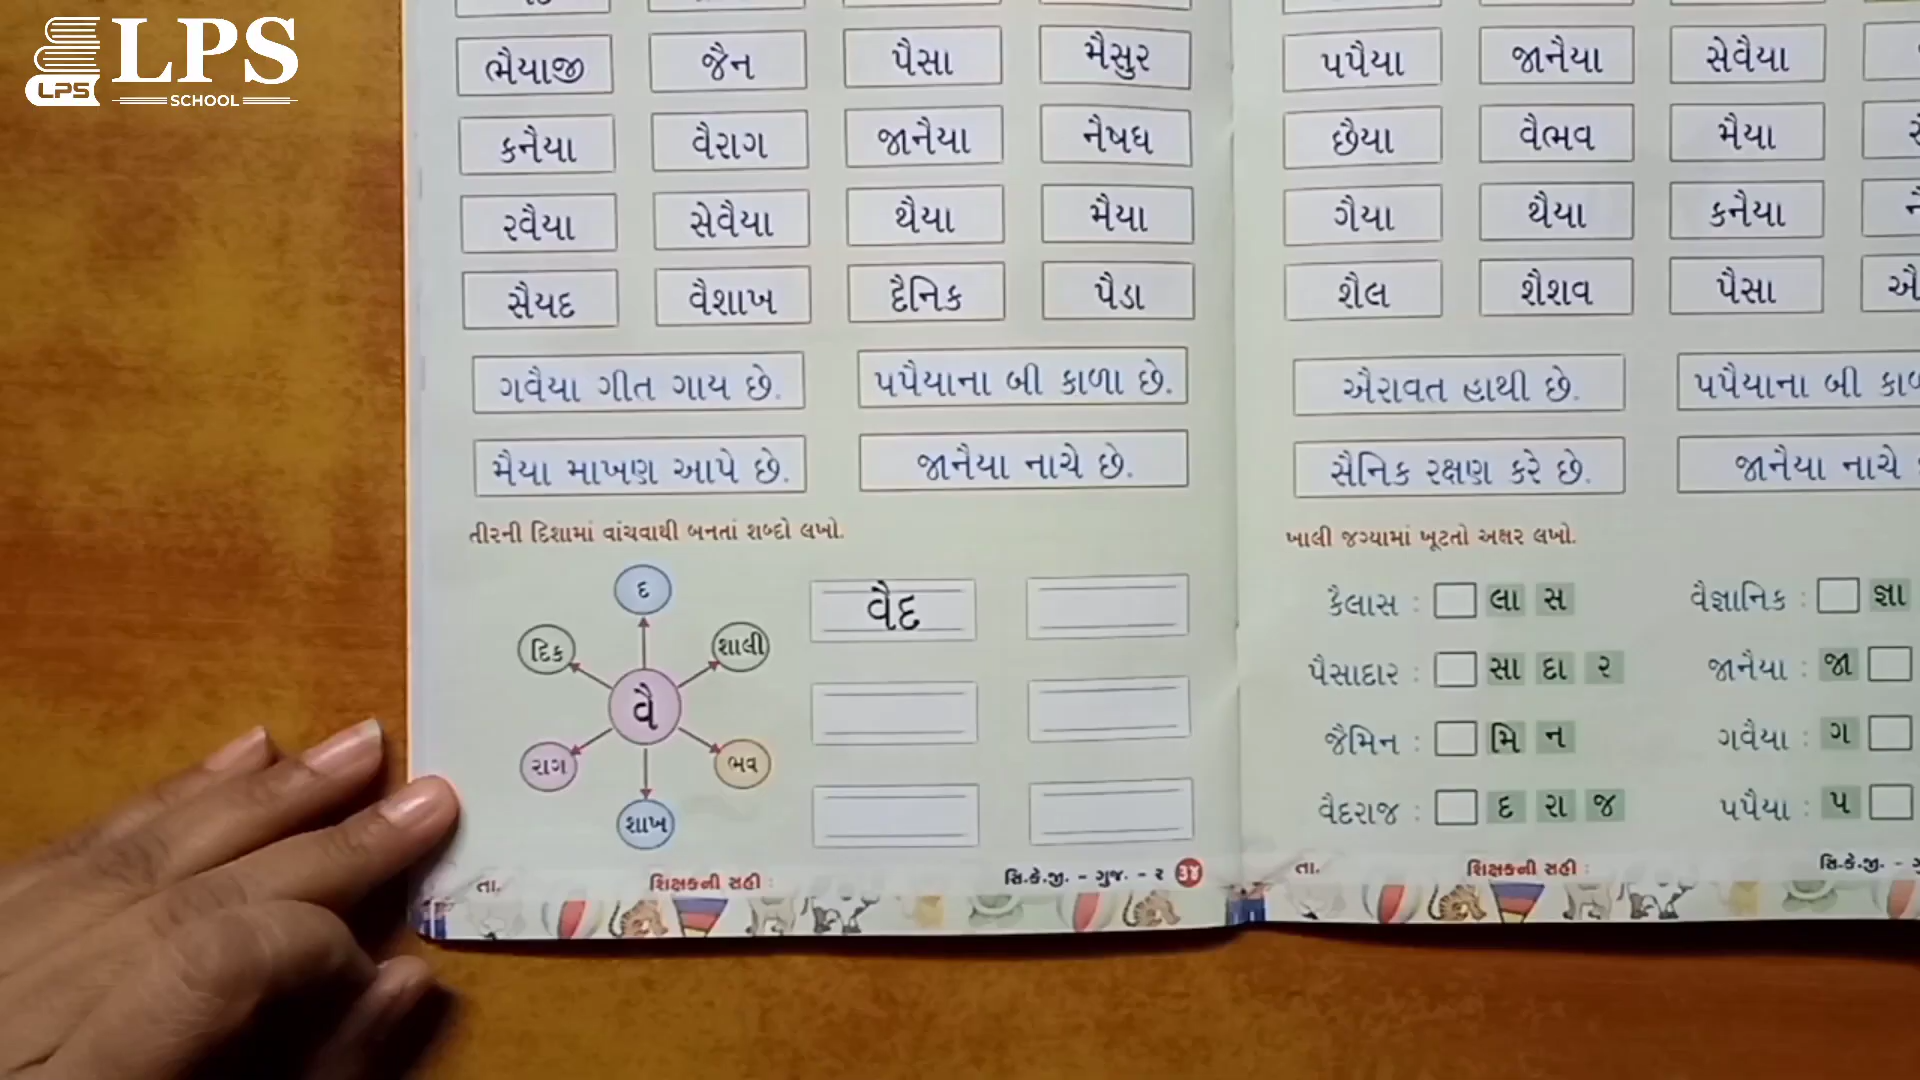 LPS
LPS
SCHOOL
ભૈયાજી જૈન પૈસા મૈસુર
કનૈયા વૈરાગ જાનૈયા નૈષધ
રવૈયા સેવૈયા થૈયા મૈયા
સૈયદ વૈશાખ દૈનિક પૈડા
ગવૈયા ગીત ગાય છે. પપૈયાના બી કાળા છે.
મૈયા માખણ આપે છે. જાનૈયા નાચે છે.
તીરની દિશામાં વાંચવાથી બનતાં શબ્દો લખો.
દ
દિક શાલી
વૈ
રાગ ભવ
શાખ
વૈદ
તા. શિક્ષકની સહી : સિ.કે.જી. - ગુજ. - ૨ ૩૪
પપૈયા જાનૈયા સેવૈયા
છૈયા વૈભવ મૈયા
ગૈયા થૈયા કનૈયા
શૈલ શૈશવ પૈસા
ઐરાવત હાથી છે. પપૈયાના બી
સૈનિક રક્ષણ કરે છે. જાનૈયા નાચે
ખાલી જગ્યામાં ખૂટતો અક્ષર લખો.
કૈલાસ : લા સ વૈજ્ઞાનિક : જ્ઞા
પૈસાદાર : સા દા ર જાનૈયા : જા
જૈમિન : મિ ન ગવૈયા : ગ
વૈદરાજ : દ રા જ પપૈયા : પ
તા. શિક્ષકની સહી : સિ.કે.જી. -